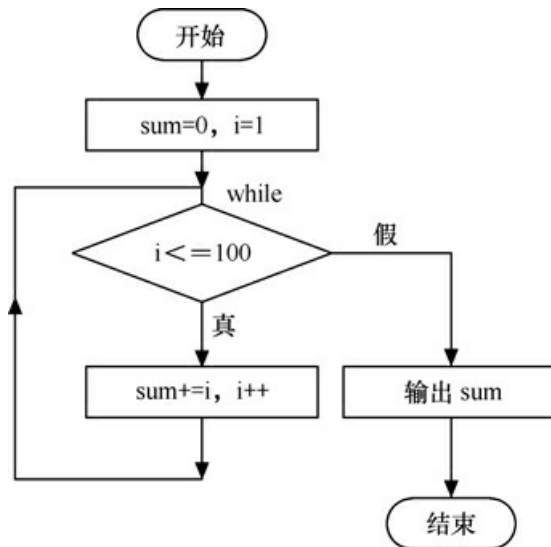 开始
sum=0，i=1
while
i＜＝100
假
真
sum+=i，i++
输出 sum
结束